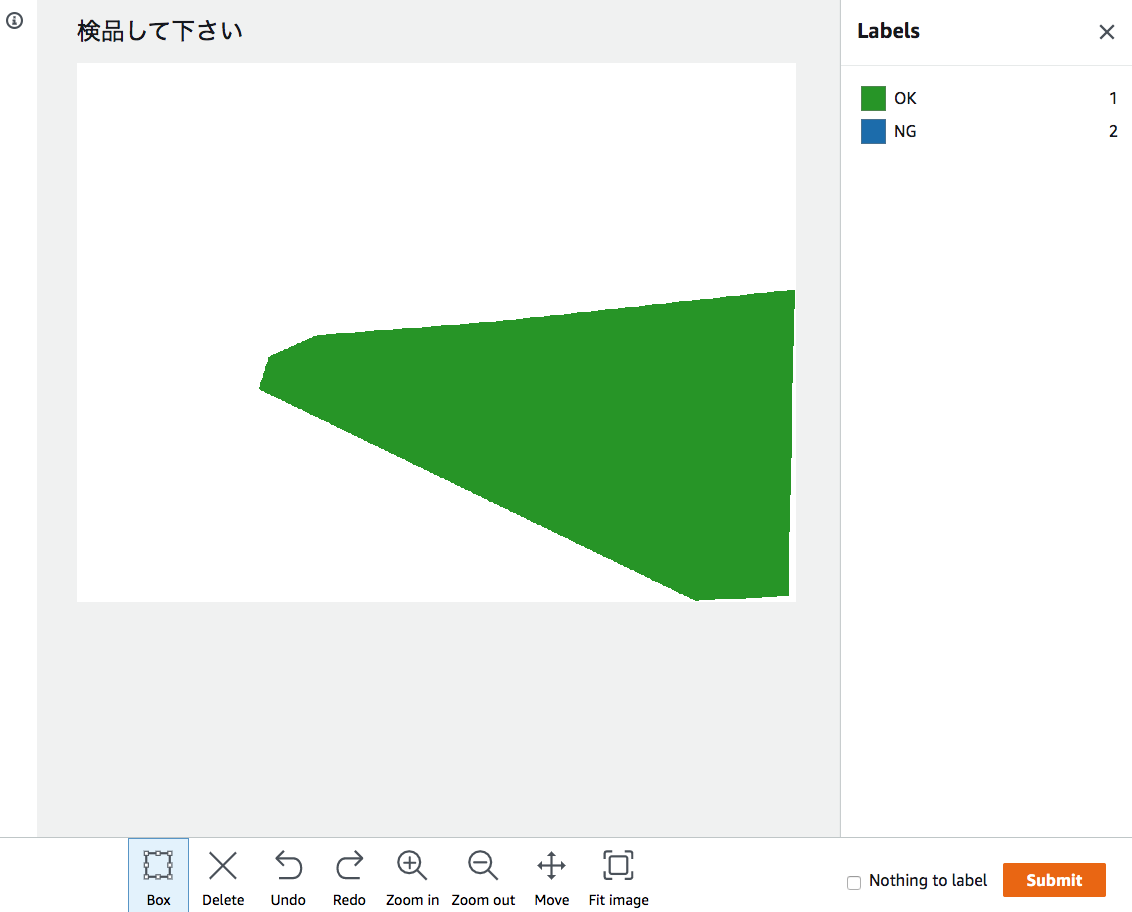 検品して下さい
Labels
OK 1
NG 2
Box Delete Undo Redo Zoom in Zoom out Move Fit image
Nothing to label Submit